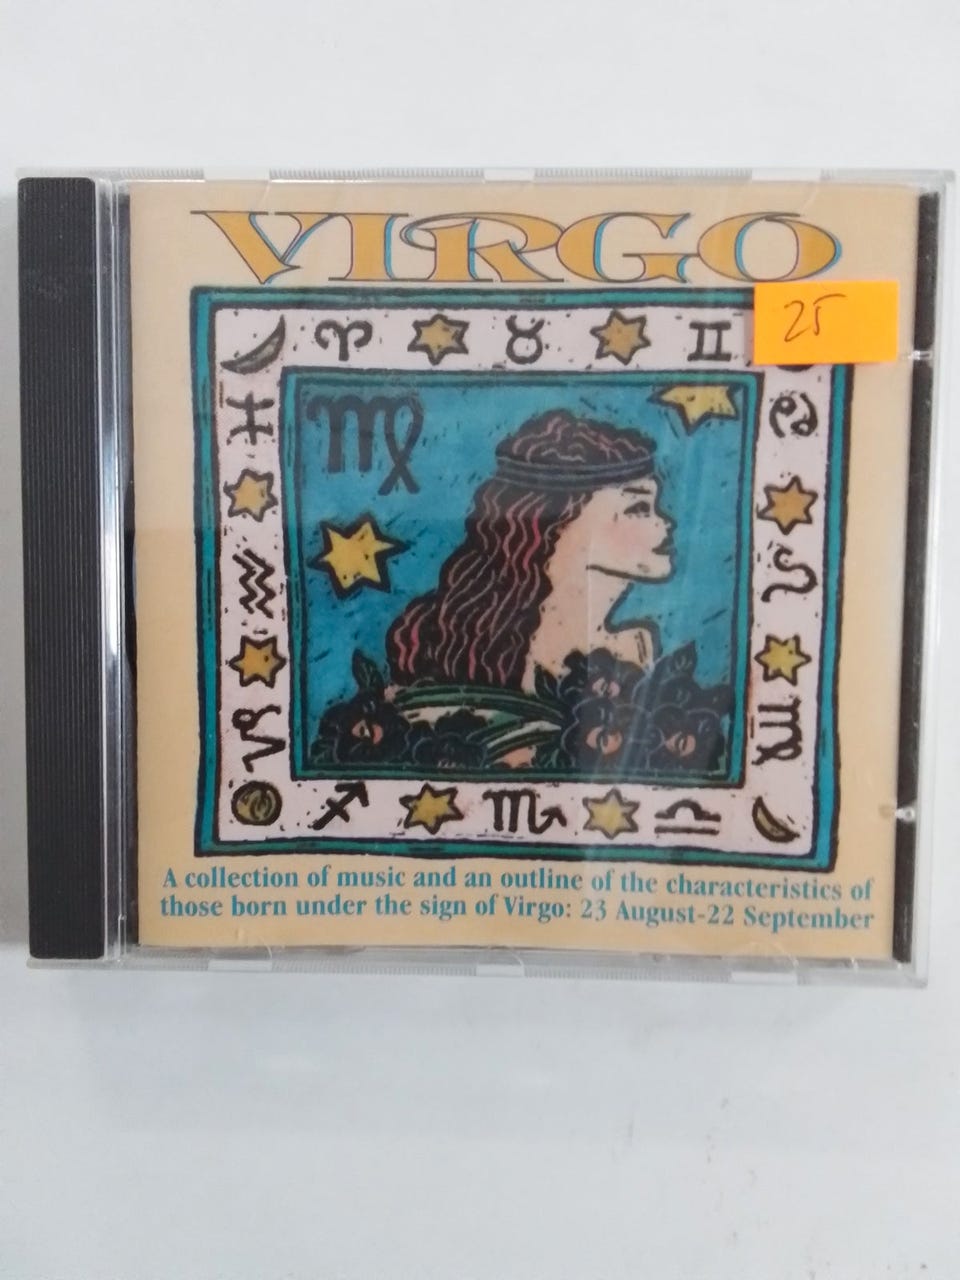 VIRGO
25
A collection of music and an outline of the characteristics of
those born under the sign of Virgo: 23 August-22 September